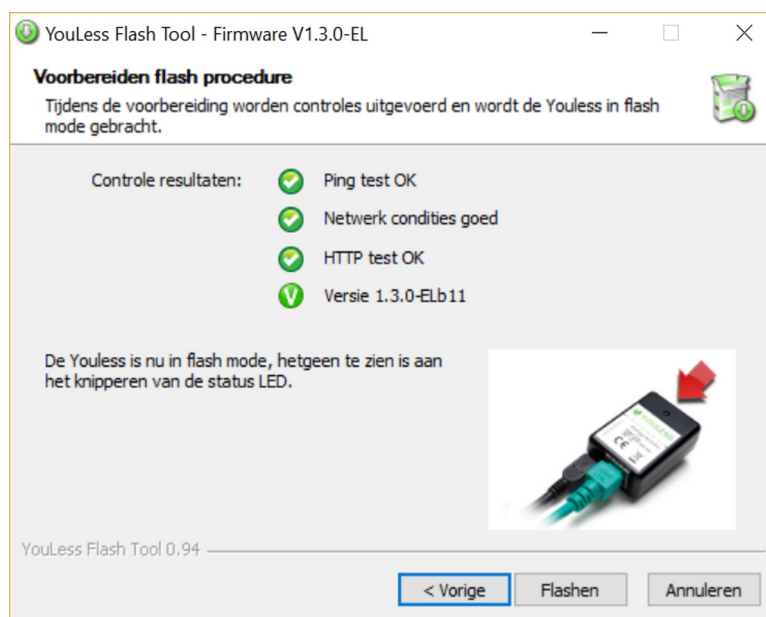 YouLess Flash Tool - Firmware V1.3.0-EL
Voorbereiden flash procedure
Tijdens de voorbereiding worden controles uitgevoerd en wordt de Youless in flash
mode gebracht.
Controle resultaten:
Ping test OK
Netwerk condities goed
HTTP test OK
V
Versie 1.3.0-ELb11
De Youless is nu in flash mode, hetgeen te zien is aan
het knipperen van de status LED.
YOULESS
CE
YouLess Flash Tool 0.94
< Vorige
Flashen
Annuleren